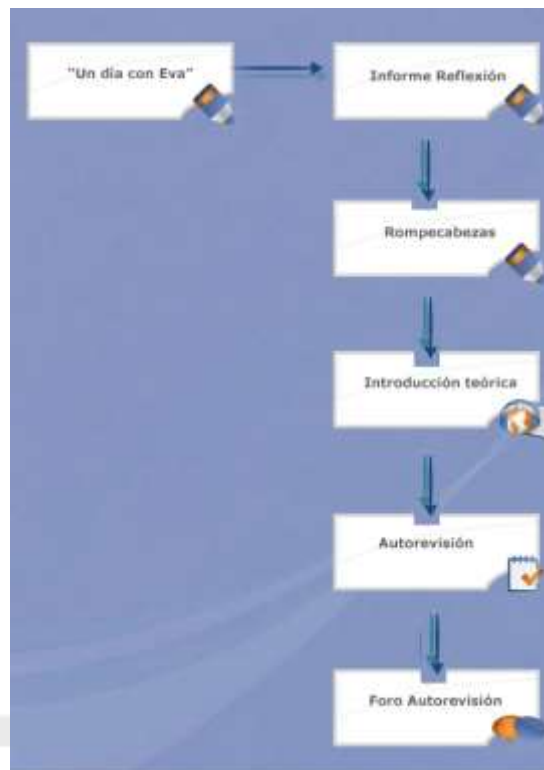 "Un día con Eva"
Informe Reflexión
Rompecabezas
Introducción teórica
Autorevisión
Foro Autorevisión